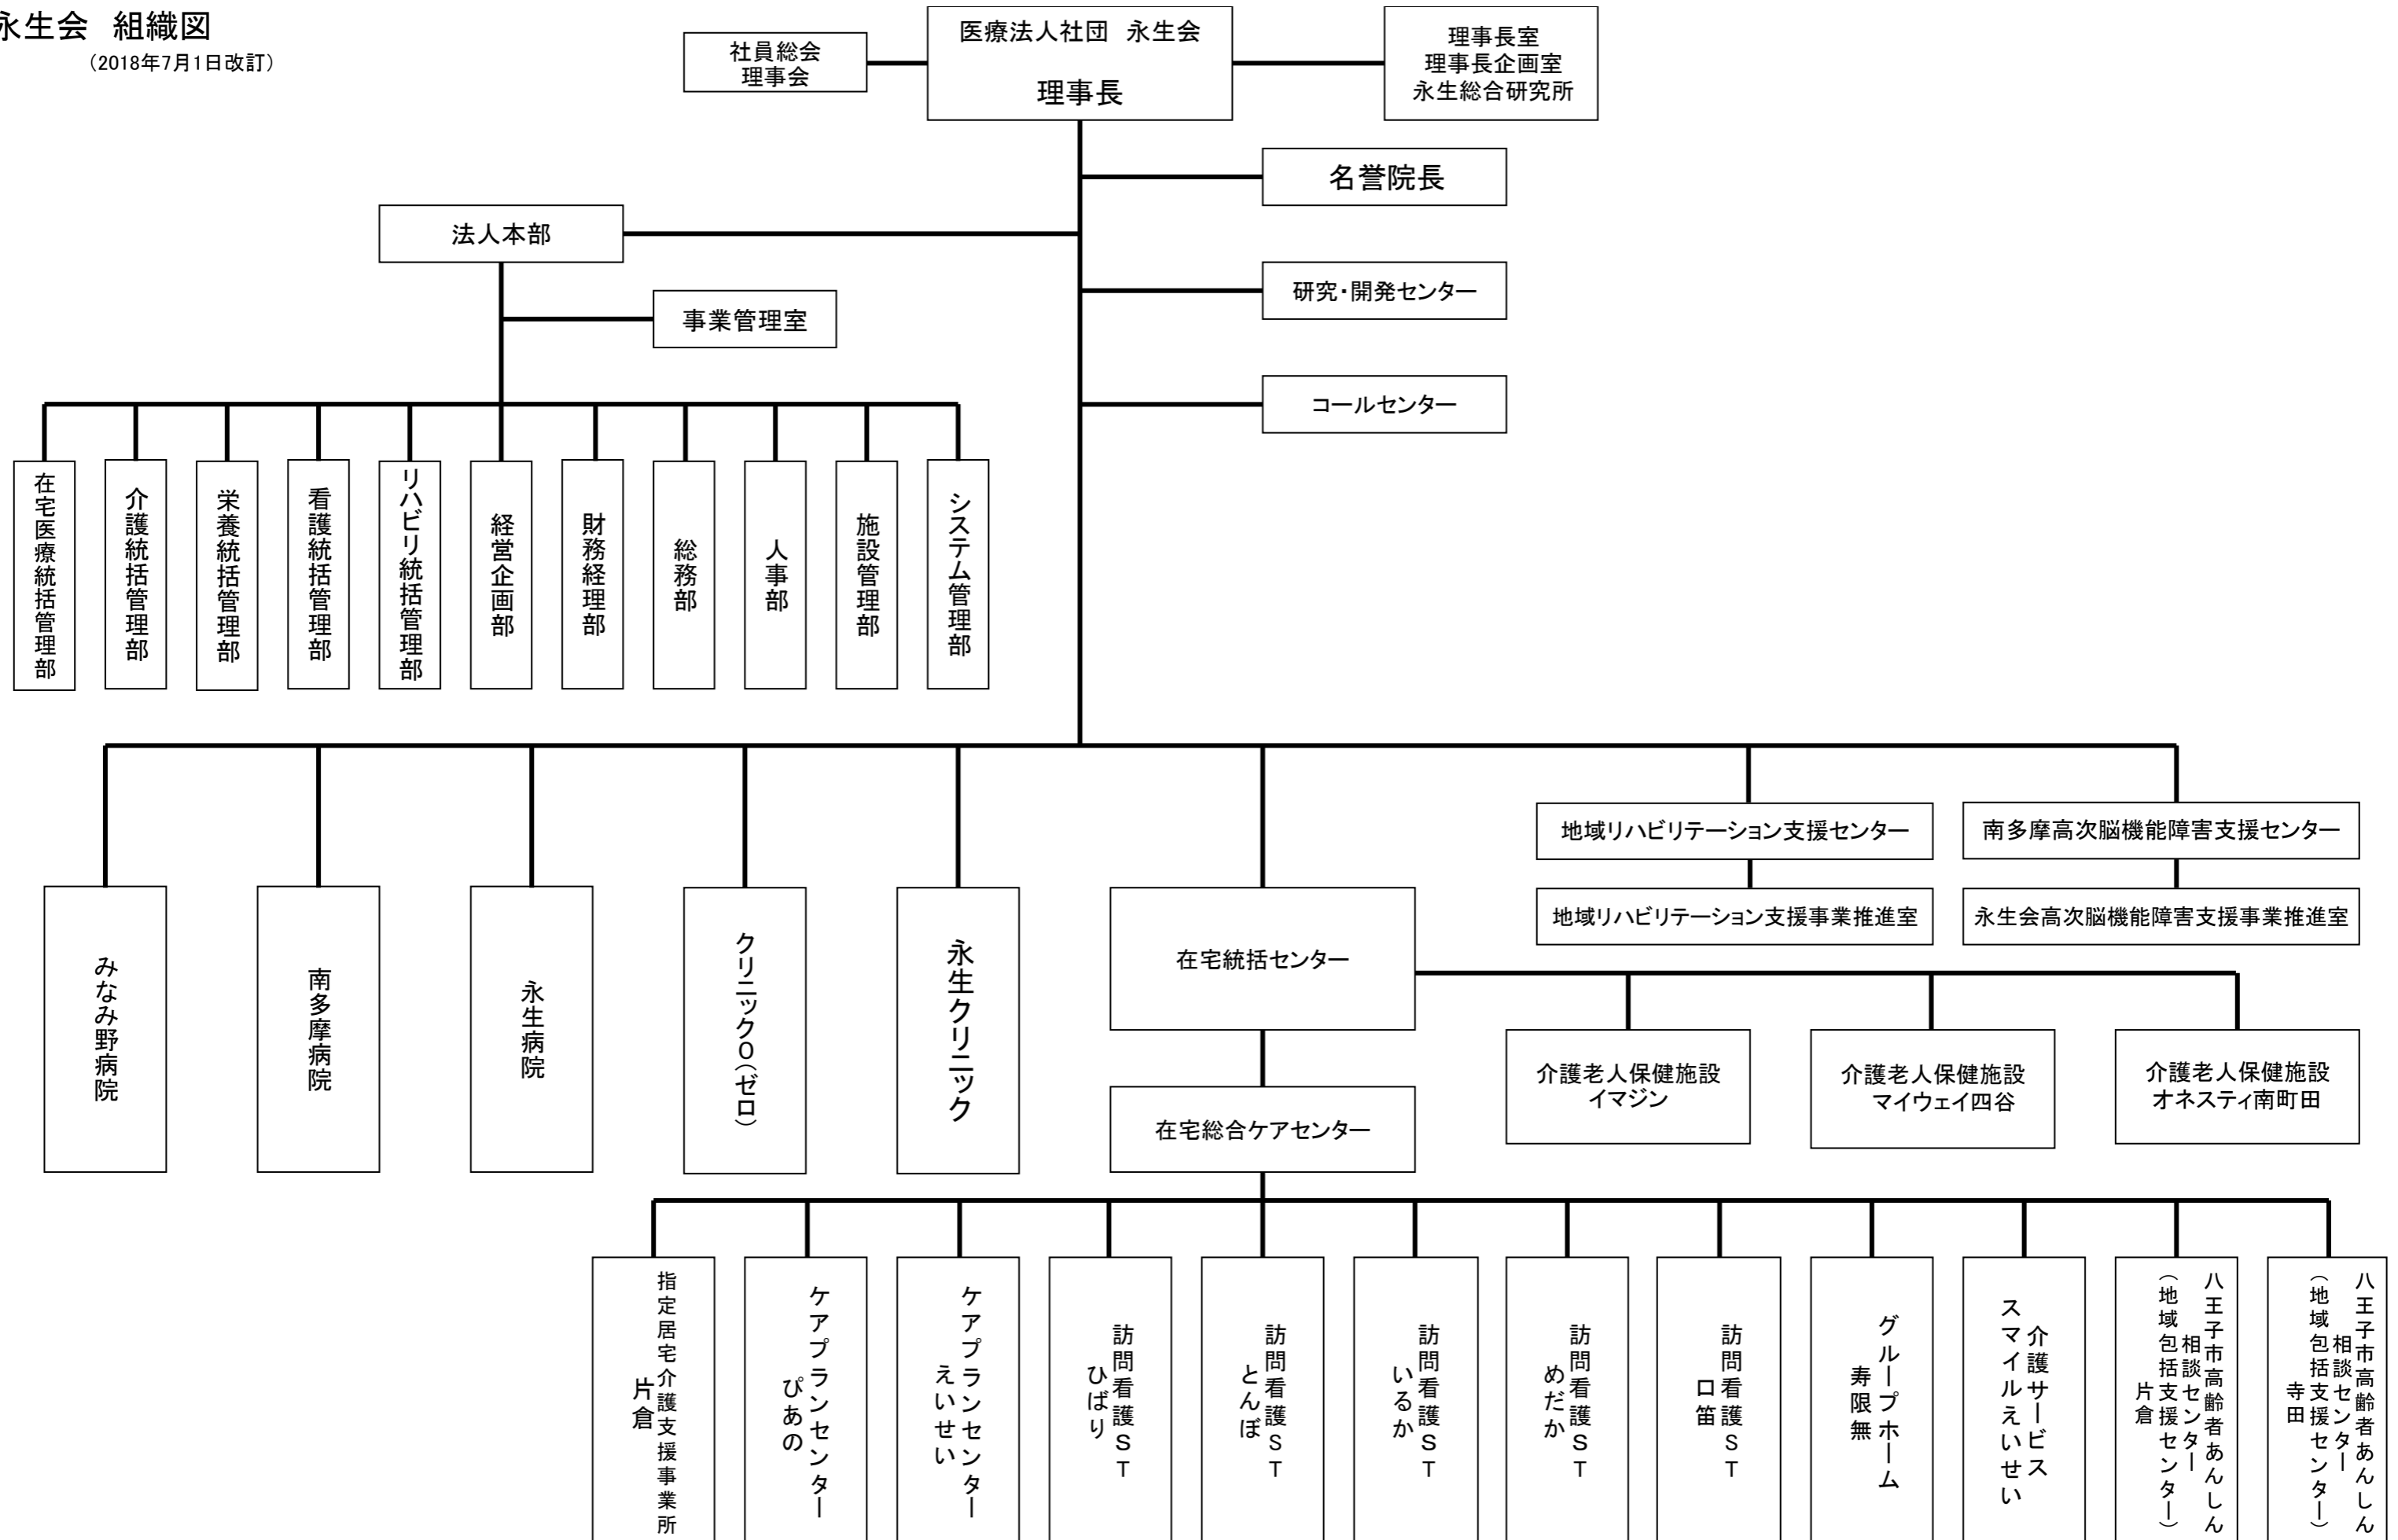 永生会 組織図
（2018年7月1日改訂）
社員総会
理事会
医療法人社団 永生会
理事長
理事長室
理事長企画室
永生総合研究所
名誉院長
法人本部
研究・開発センター
事業管理室
コールセンター
在宅医療統括管理部
介護統括管理部
栄養統括管理部
看護統括管理部
リハビリ統括管理部
経営企画部
財務経理部
総務部
人事部
施設管理部
システム管理部
地域リハビリテーション支援センター
南多摩高次脳機能障害支援センター
地域リハビリテーション支援事業推進室
永生会高次脳機能障害支援事業推進室
みなみ野病院
南多摩病院
永生病院
クリニック０（ゼロ）
永生クリニック
在宅統括センター
介護老人保健施設
イマジン
介護老人保健施設
マイウェイ四谷
介護老人保健施設
オネスティ南町田
在宅総合ケアセンター
指定居宅介護支援事業所
片倉
ケアプランセンター
ぴあの
ケアプランセンター
えいせい
訪問看護ＳＴ
ひばり
訪問看護ＳＴ
とんぼ
訪問看護ＳＴ
いるか
訪問看護ＳＴ
めだか
訪問看護ＳＴ
口笛
グループホーム
寿限無
介護サービス
スマイルえいせい
八王子市高齢者あんしん
相談センター
（地域包括支援センター）
片倉
八王子市高齢者あんしん
相談センター
（地域包括支援センター）
寺田